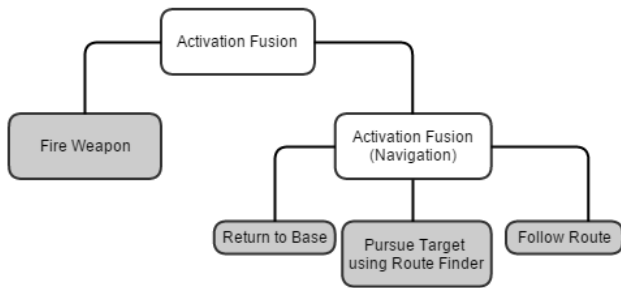 Activation Fusion
Fire Weapon
Activation Fusion
(Navigation)
Return to Base
Pursue Target
using Route Finder
Follow Route